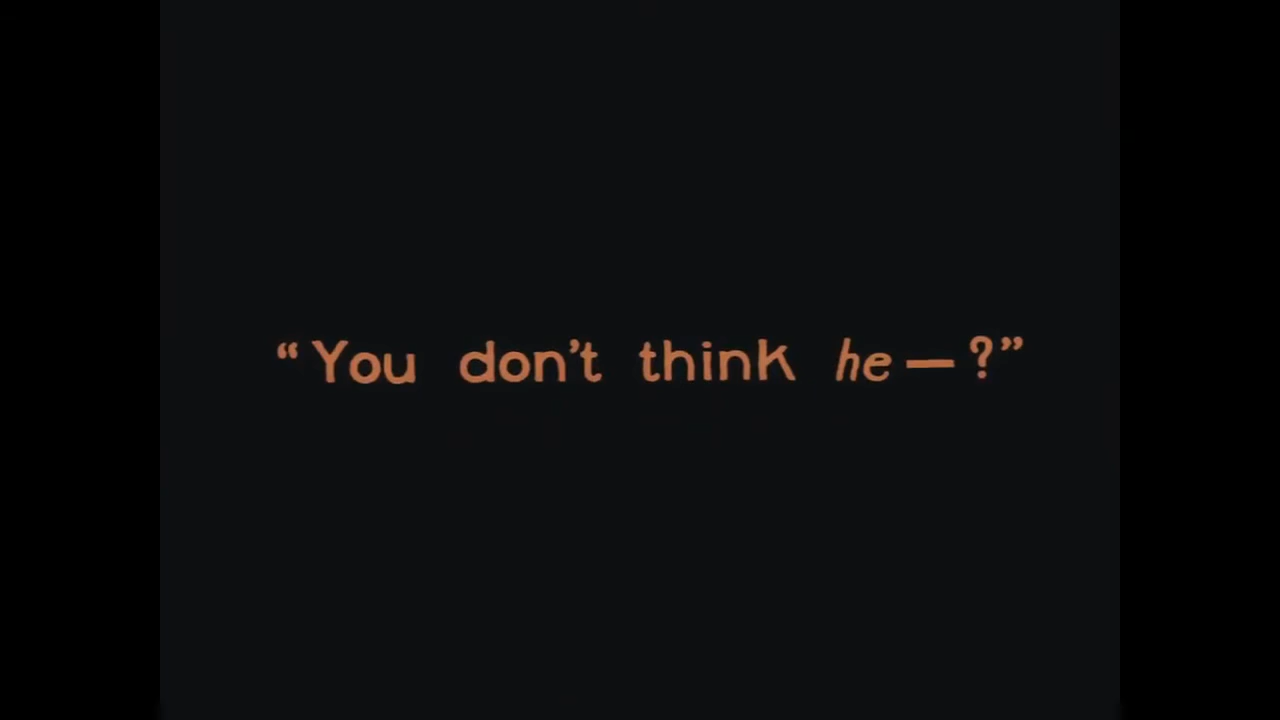 “You don’t think he—?”